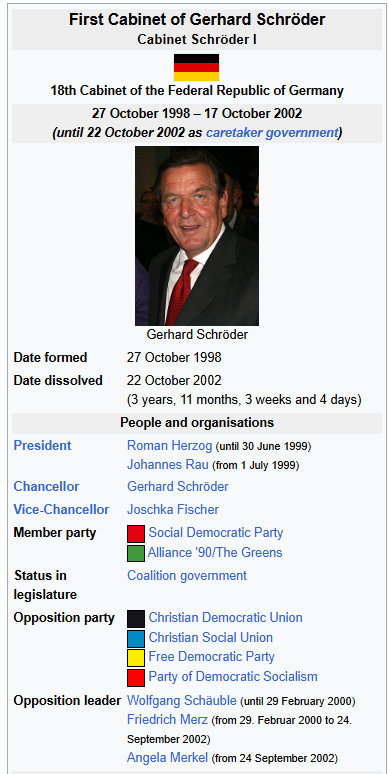 First Cabinet of Gerhard Schröder
Cabinet Schröder I
18th Cabinet of the Federal Republic of Germany
27 October 1998 – 17 October 2002
(until 22 October 2002 as caretaker government)
Gerhard Schröder
Date formed 27 October 1998
Date dissolved 22 October 2002
(3 years, 11 months, 3 weeks and 4 days)
People and organisations
President Roman Herzog (until 30 June 1999)
Johannes Rau (from 1 July 1999)
Chancellor Gerhard Schröder
Vice-Chancellor Joschka Fischer
Member party Social Democratic Party
Alliance '90/The Greens
Status in Coalition government
legislature
Opposition party Christian Democratic Union
Christian Social Union
Free Democratic Party
Party of Democratic Socialism
Opposition leader Wolfgang Schäuble (until 29 February 2000)
Friedrich Merz (from 29. Februar 2000 to 24.
September 2002)
Angela Merkel (from 24 September 2002)